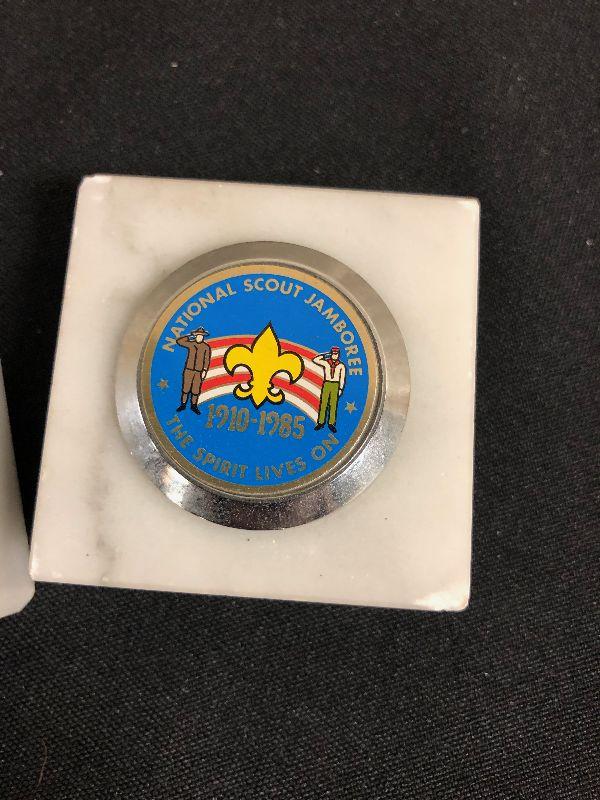 NATIONAL SCOUT JAMBOREE
1910-1985
THE SPIRIT LIVES ON